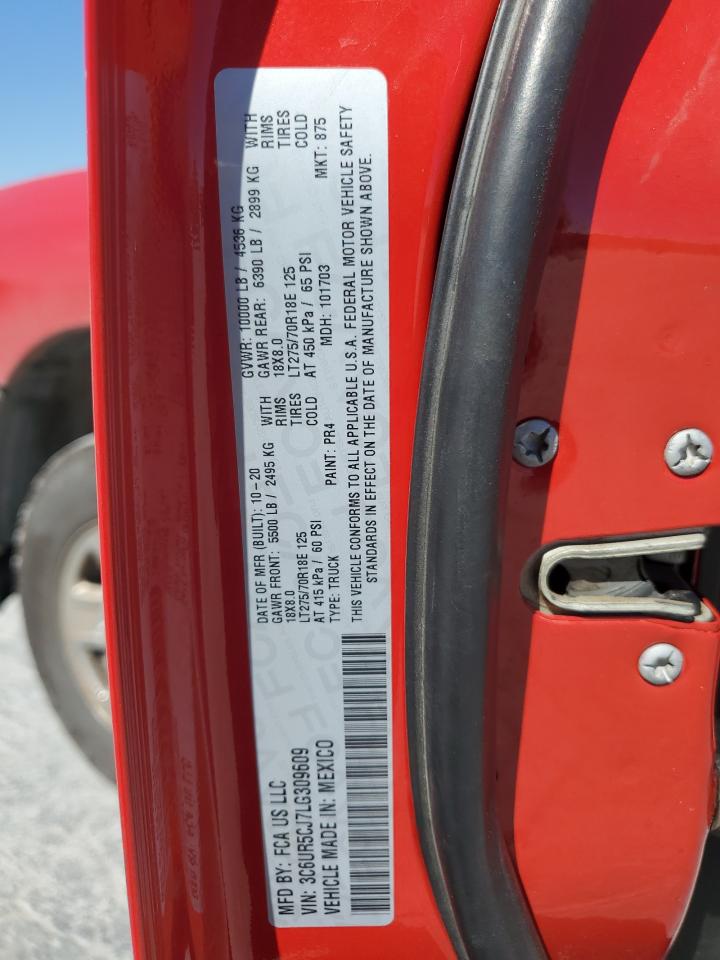 MFD BY: FCA US LLC
DATE OF MFR (BUILT): 10-20
GVWR: 10000 LB / 4536 KG
VIN: 3C6UR5CJ7LG309609
GAWR FRONT: 5500 LB / 2495 KG WITH
GAWR REAR: 6390 LB / 2899 KG WITH
VEHICLE MADE IN: MEXICO
18X8.0 RIMS
18X8.0 RIMS
LT275/70R18E 125 TIRES
LT275/70R18E 125 TIRES
AT 415 kPa / 60 PSI COLD
AT 450 kPa / 65 PSI COLD
TYPE: TRUCK PAINT: PR4 MDH: 101703 MKT: 875
THIS VEHICLE CONFORMS TO ALL APPLICABLE U.S.A. FEDERAL MOTOR VEHICLE SAFETY
STANDARDS IN EFFECT ON THE DATE OF MANUFACTURE SHOWN ABOVE.